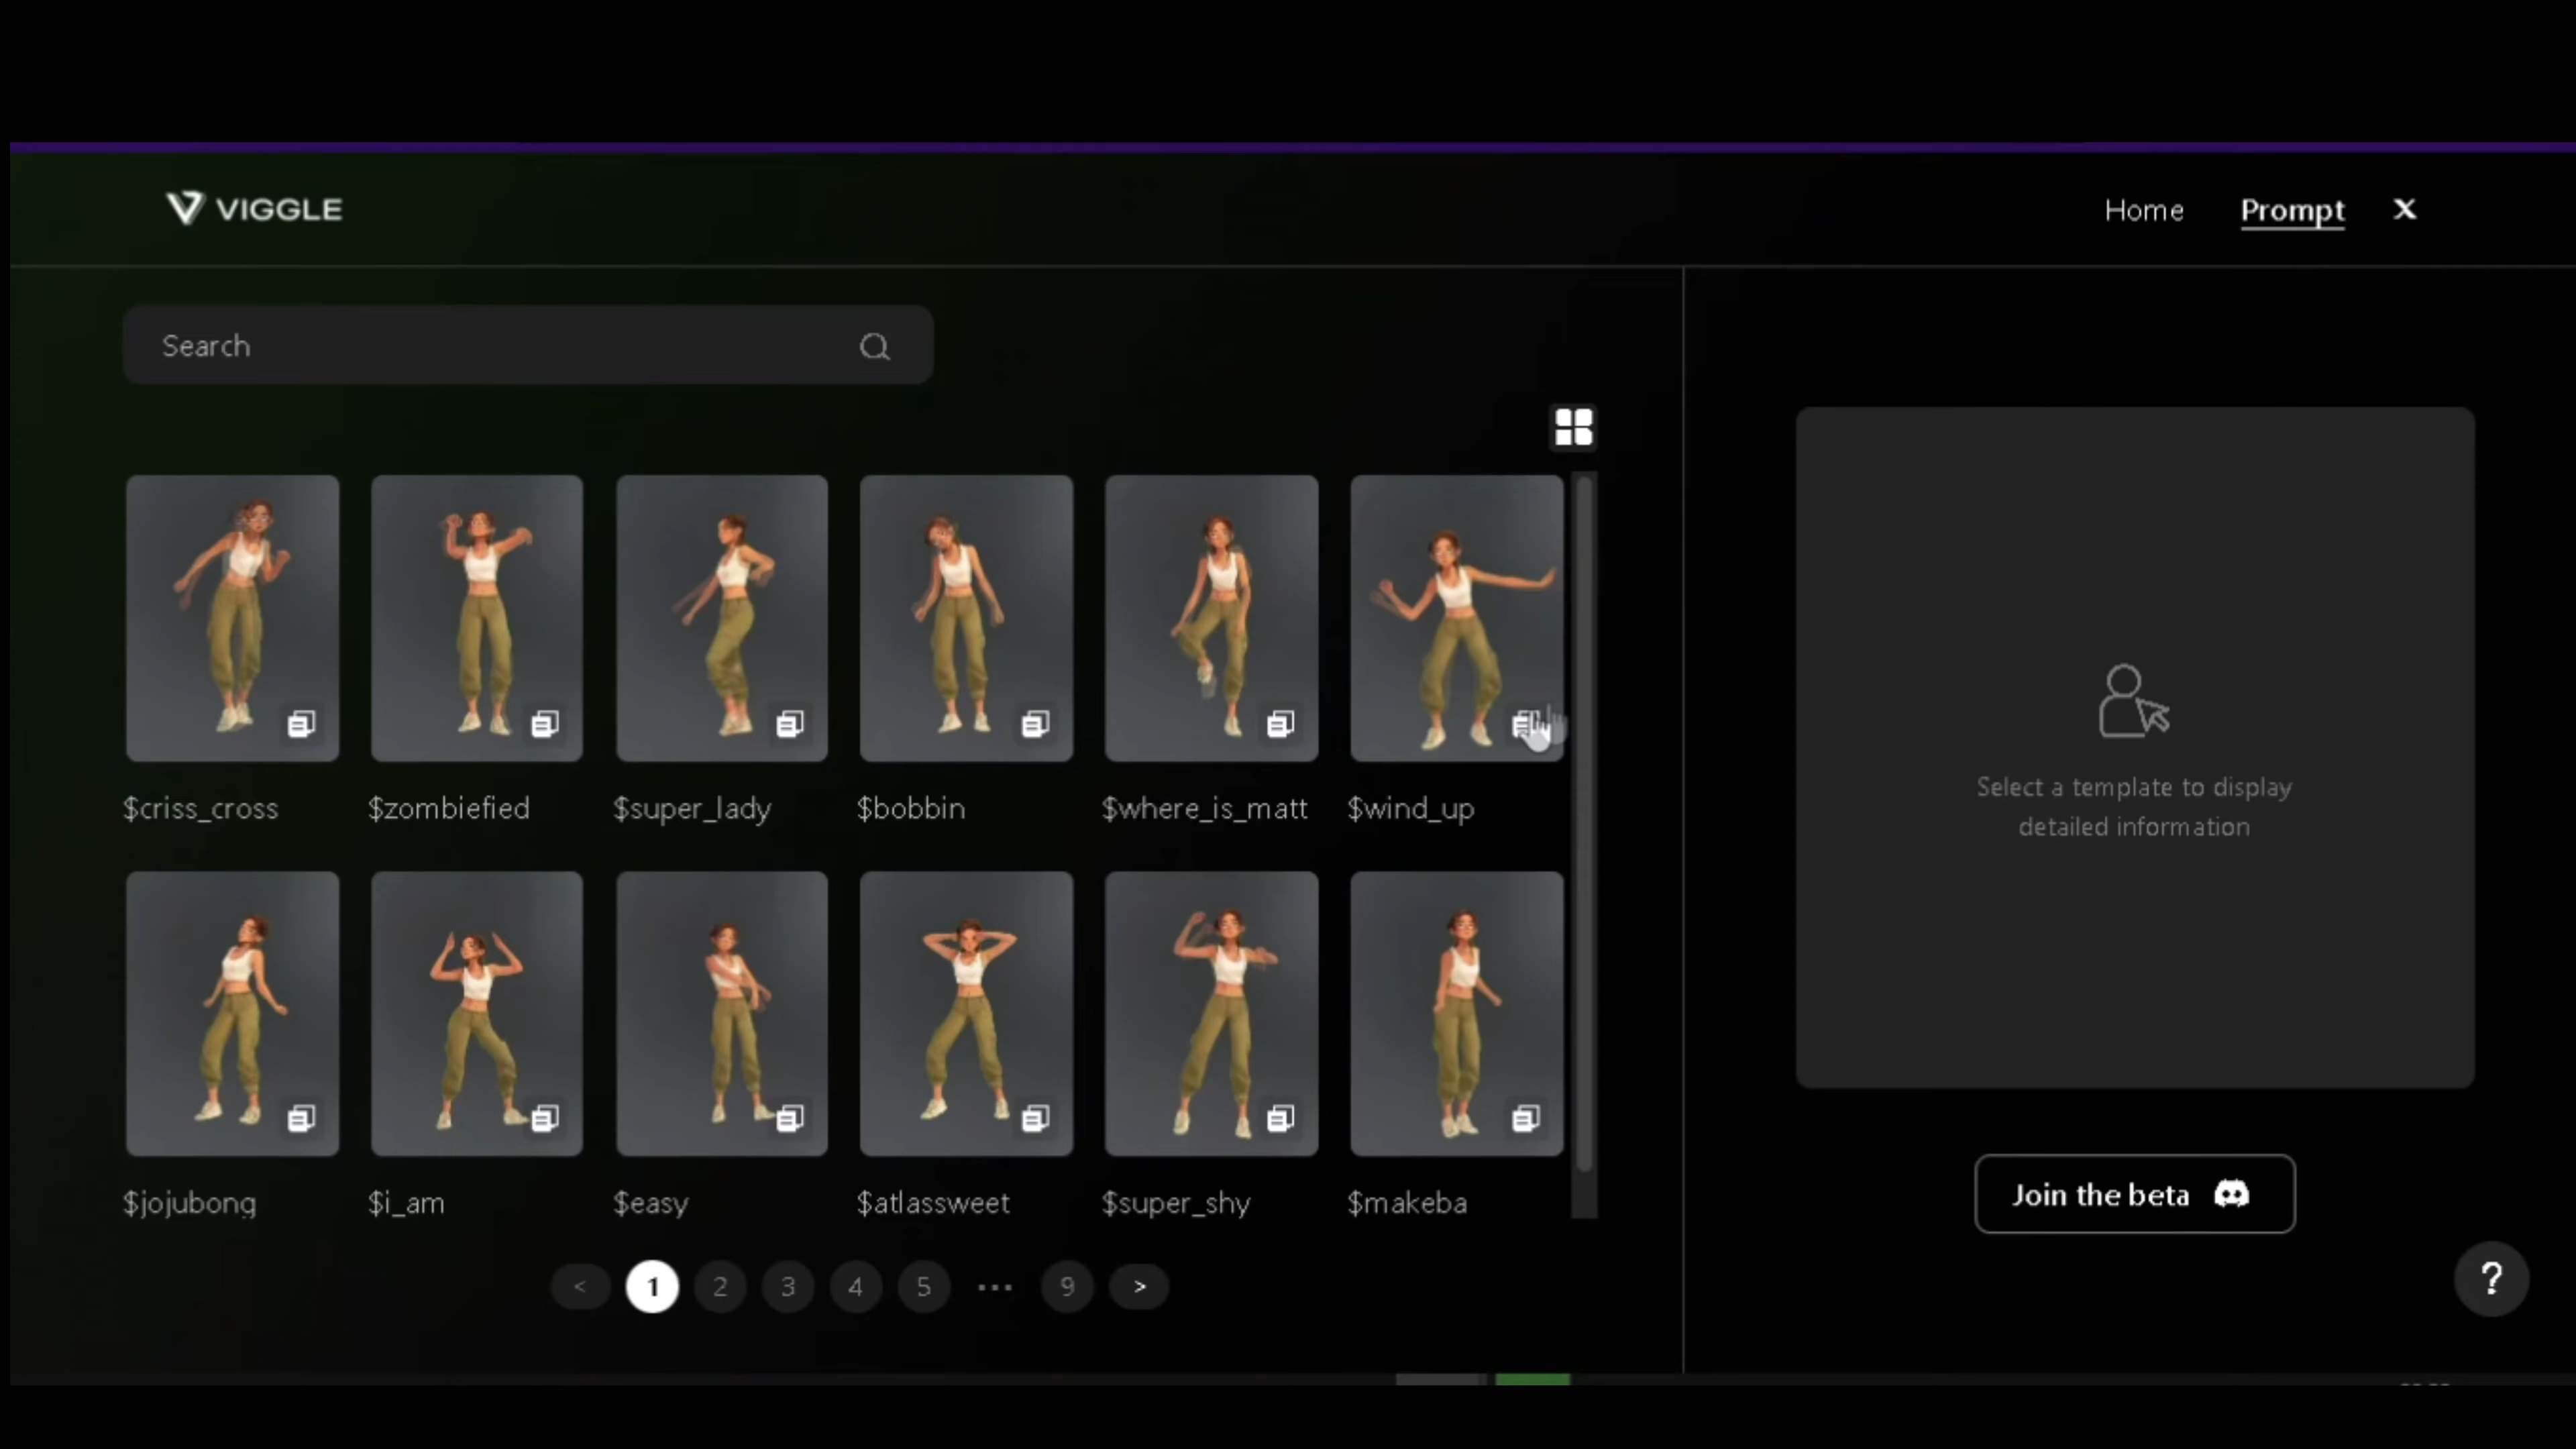 VIGGLE
Home Prompt X
Search
$criss_cross $zombiefied $super_lady $bobbin $where_is_matt $wind_up
Select a template to display
detailed information
$jojubong $i_am $easy $atlassweet $super_shy $makeba
Join the beta
< 1 2 3 4 5 ... 9 >
?